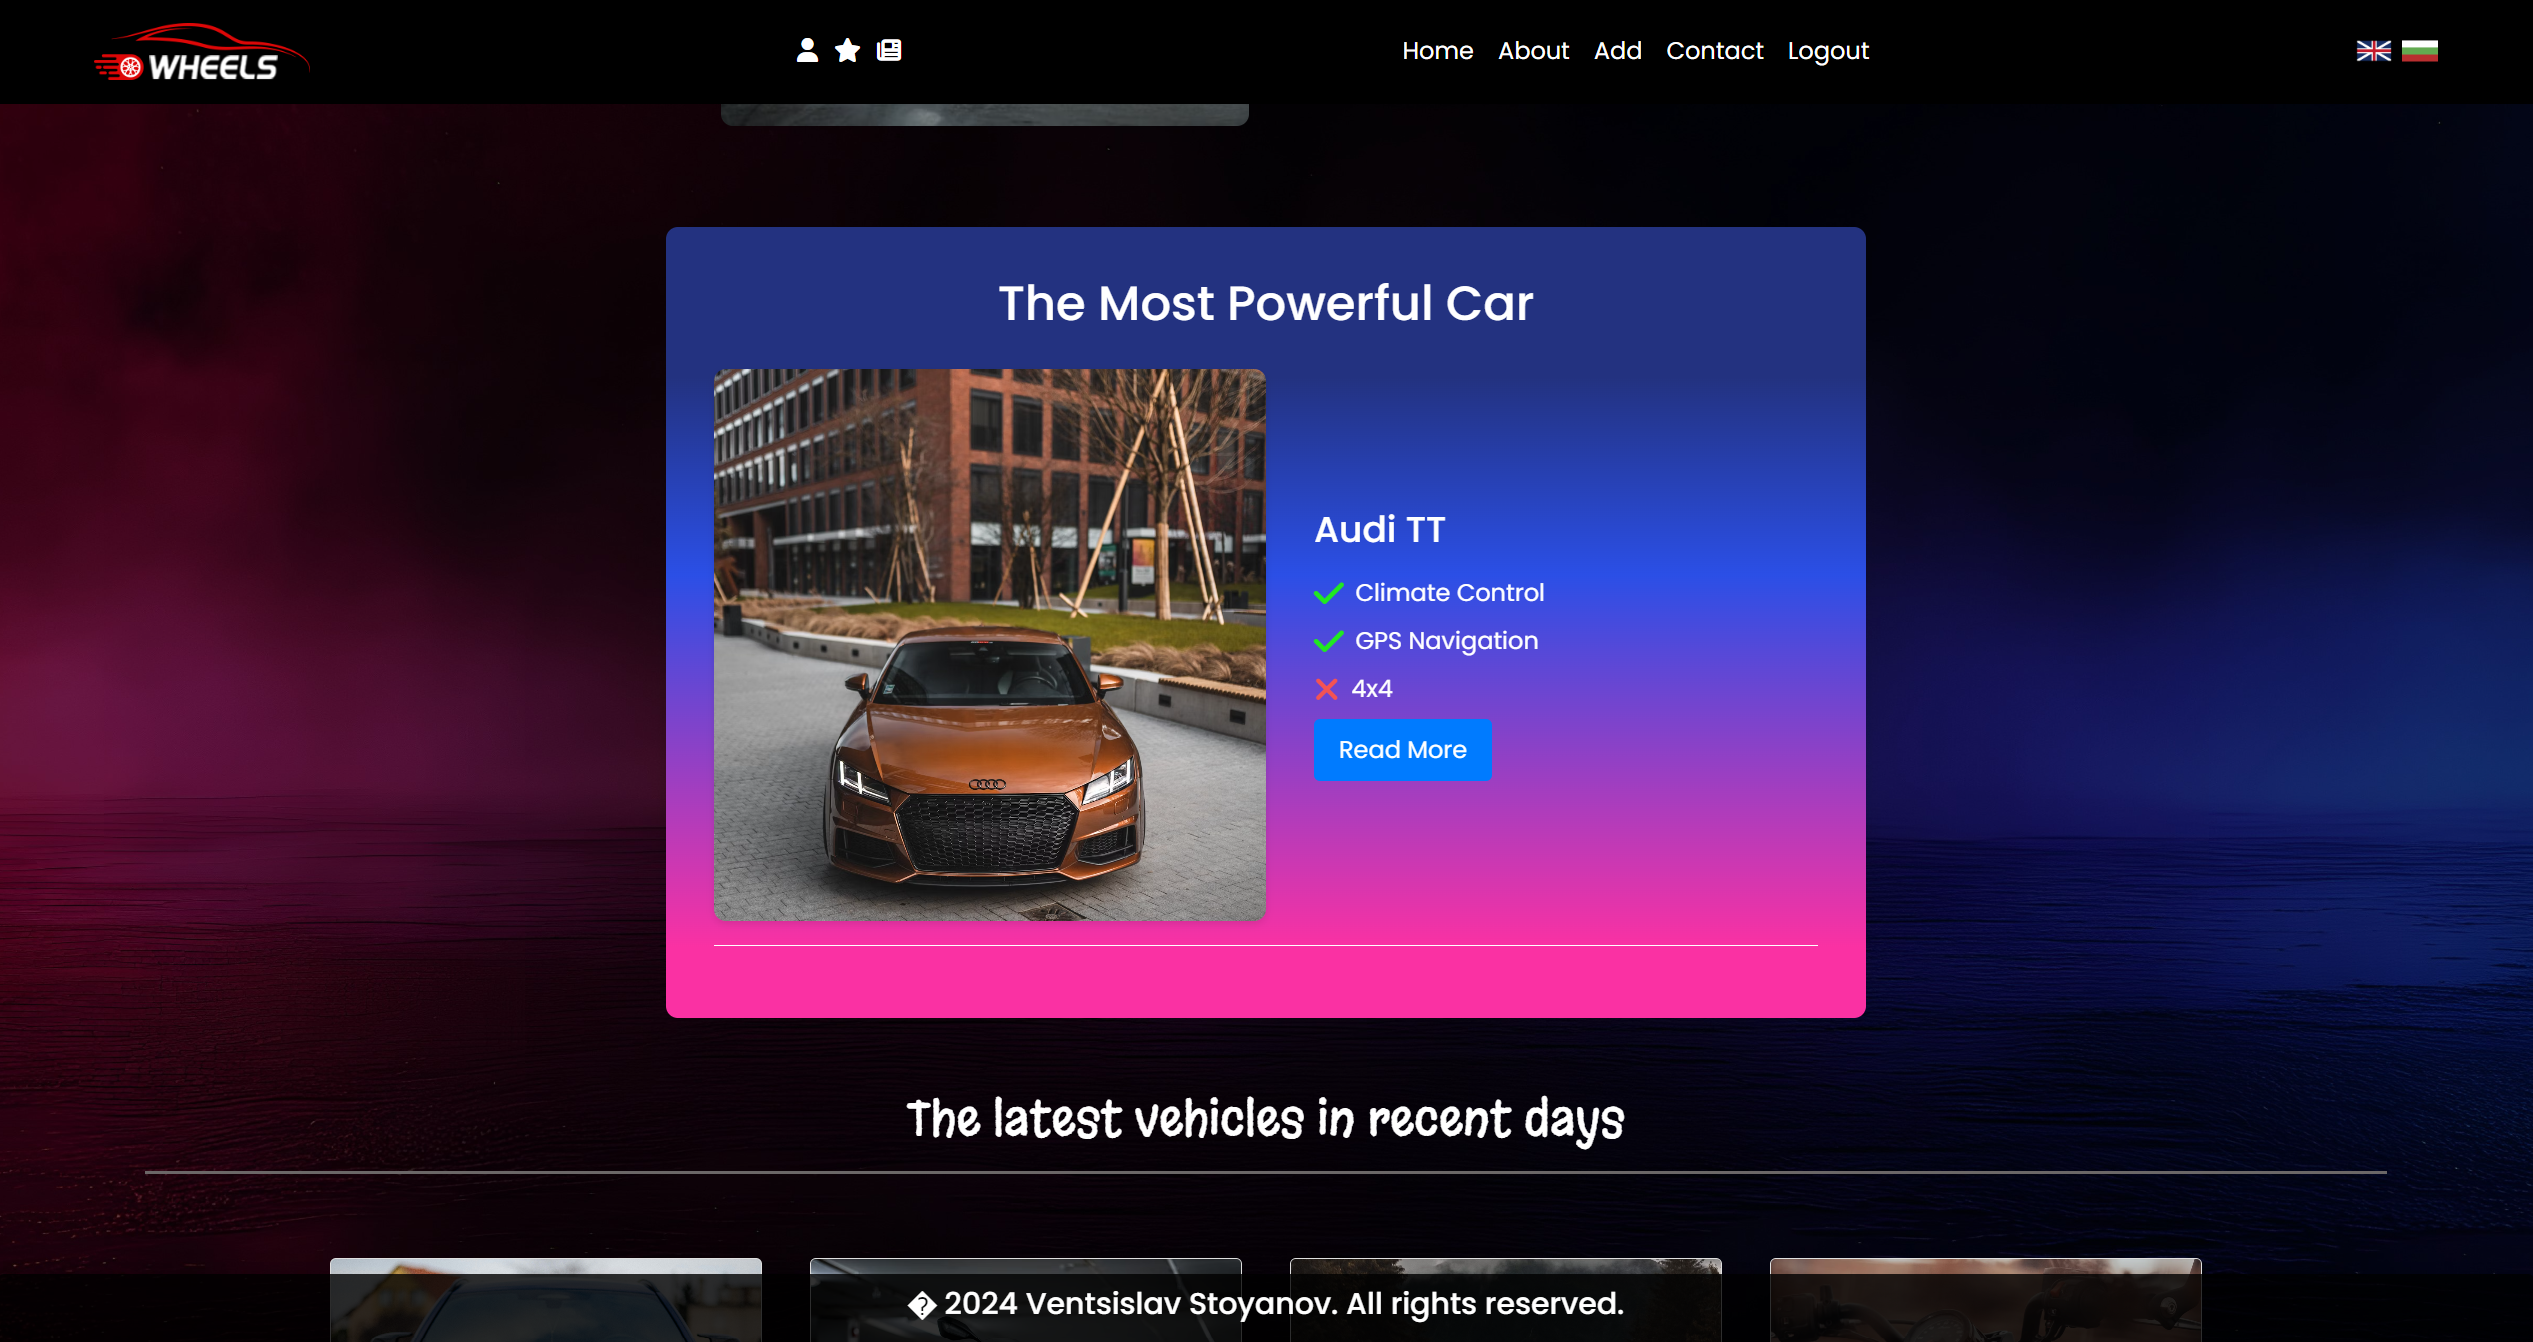 WHEELS
Home About Add Contact Logout
The Most Powerful Car
Audi TT
Climate Control
GPS Navigation
4x4
Read More
The latest vehicles in recent days
� 2024 Ventsislav Stoyanov. All rights reserved.